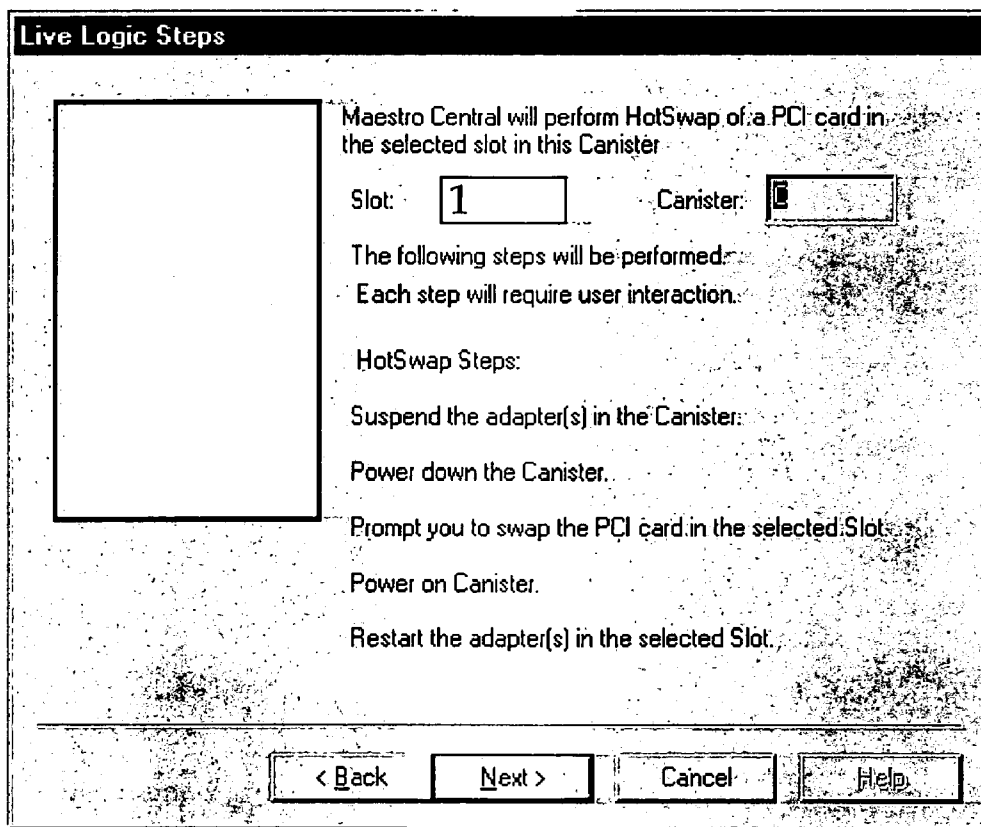 Live Logic Steps
Maestro Central will perform HotSwap of a PCI card in
the selected slot in this Canister
Slot: 1 Canister:
The following steps will be performed:
Each step will require user interaction.
HotSwap Steps:
Suspend the adapter(s) in the Canister.
Power down the Canister.
Prompt you to swap the PCI card in the selected Slot.
Power on Canister.
Restart the adapter(s) in the selected Slot.
< Back Next > Cancel Help